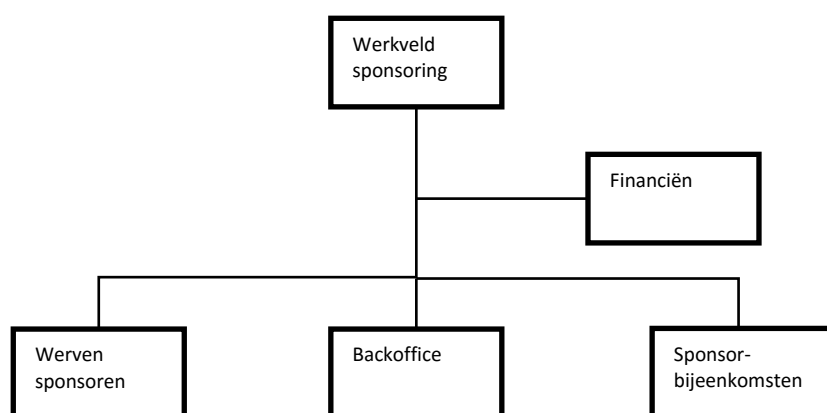 Werkveld
sponsoring
Financiën
Werven
sponsoren
Backoffice
Sponsor-
bijeenkomsten